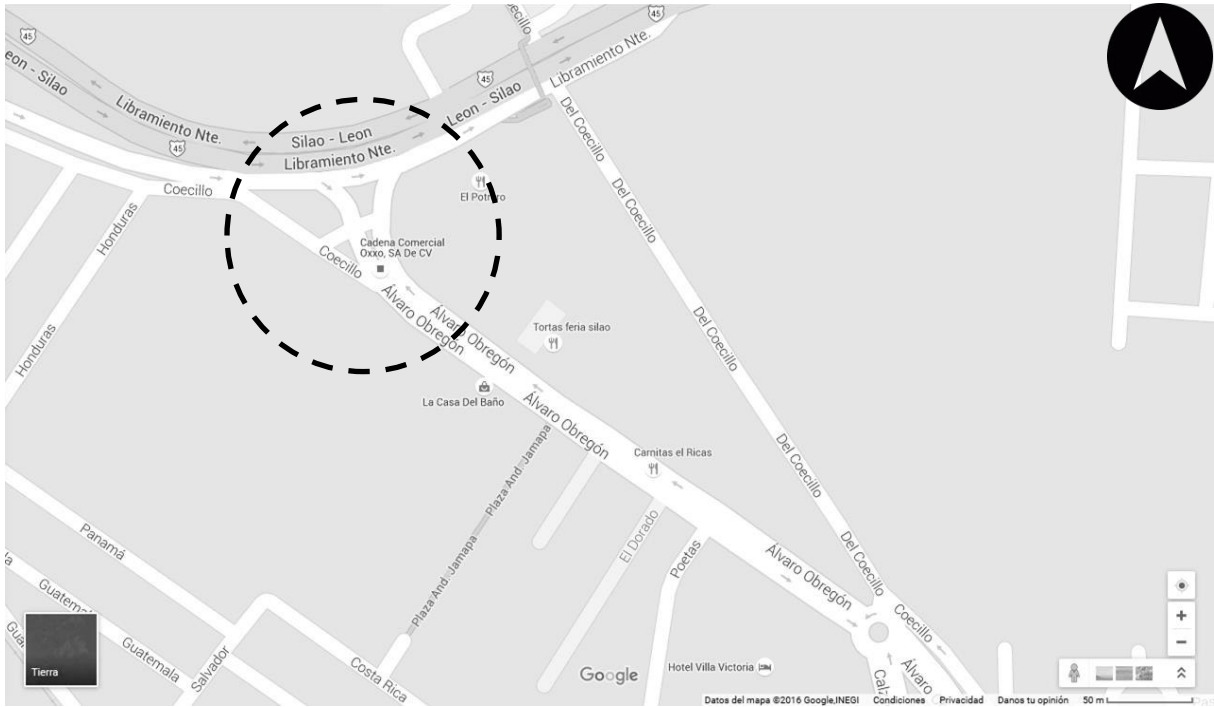 45
eon - Silao
Libramiento Nte.
45
Silao - Leon
Libramiento Nte.
45
Leon - Silao
Libramiento Nte.
45
ecillo
Coecillo
Honduras
Honduras
El Potrero
Cadena Comercial
Oxxo, SA De CV
Coecillo
Álvaro Obregón
Álvaro Obregón
Tortas feria silao
La Casa Del Baño
Álvaro Obregón
Carnitas el Ricas
Del Coecillo
Del Coecillo
Del Coecillo
Del Coecillo
Del Coecillo
Plaza And. Jamapa
Plaza And. Jamapa
El Dorado
Poetas
Álvaro Obregón
Coecillo
Álvaro
Calz
Panamá
Guatemala
Guatemala
Salvador
Costa Rica
Hotel Villa Victoria
Tierra
Google
+
−
Datos del mapa ©2016 Google,INEGI Condiciones Privacidad Danos tu opinión 50 m